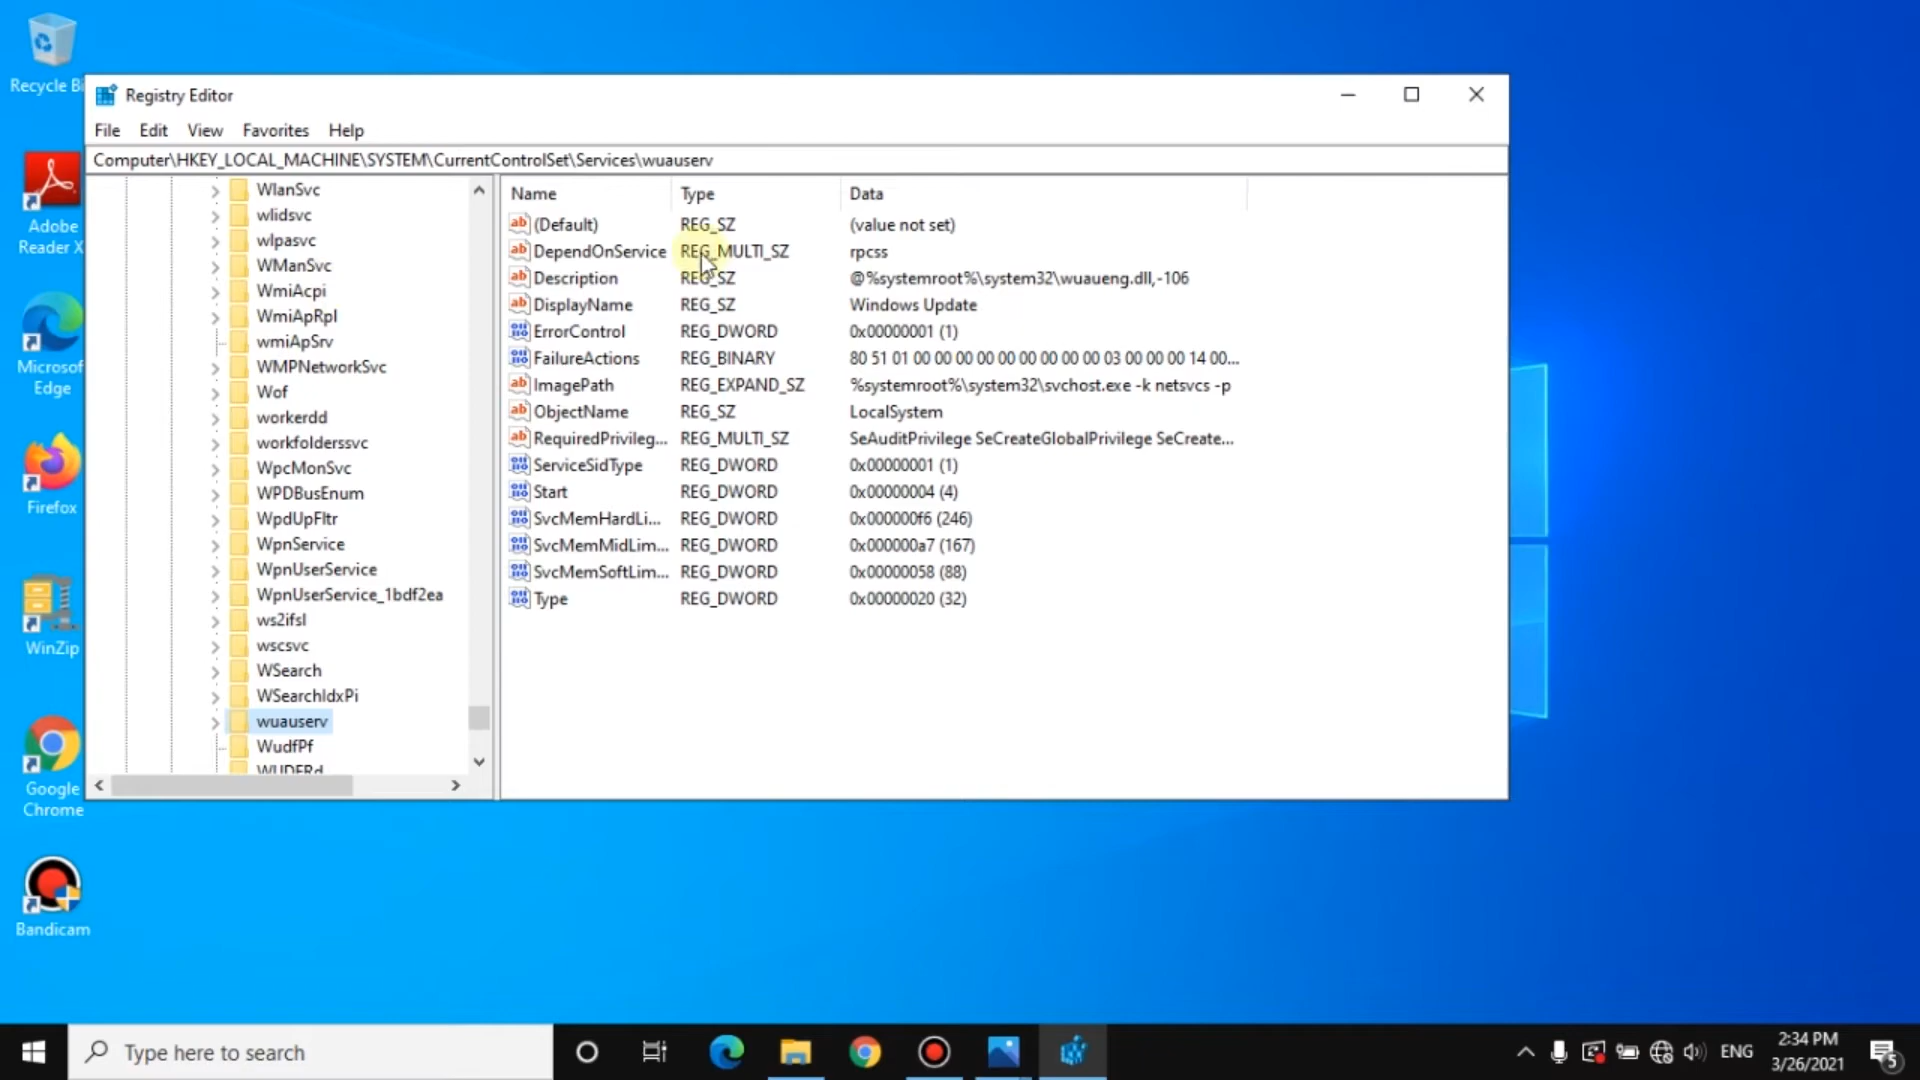 Recycle Bi
Adobe
Reader X
Microsof
Edge
Firefox
WinZip
Google
Chrome
Bandicam
Registry Editor
File Edit View Favorites Help
Computer\HKEY_LOCAL_MACHINE\SYSTEM\CurrentControlSet\Services\wuauserv
WlanSvc
wlidsvc
wlpasvc
WManSvc
WmiAcpi
WmiApRpl
wmiApSrv
WMPNetworkSvc
Wof
workerdd
workfolderssvc
WpcMonSvc
WPDBusEnum
WpdUpFltr
WpnService
WpnUserService
WpnUserService_1bdf2ea
ws2ifsl
wscsvc
WSearch
WSearchIdxPi
wuauserv
WudfPf
WUDFRd
Name Type Data
(Default) REG_SZ (value not set)
DependOnService REG_MULTI_SZ rpcss
Description REG_SZ @%systemroot%\system32\wuaueng.dll,-106
DisplayName REG_SZ Windows Update
ErrorControl REG_DWORD 0x00000001 (1)
FailureActions REG_BINARY 80 51 01 00 00 00 00 00 00 00 00 00 03 00 00 00 14 00...
ImagePath REG_EXPAND_SZ %systemroot%\system32\svchost.exe -k netsvcs -p
ObjectName REG_SZ LocalSystem
RequiredPrivileg... REG_MULTI_SZ SeAuditPrivilege SeCreateGlobalPrivilege SeCreate...
ServiceSidType REG_DWORD 0x00000001 (1)
Start REG_DWORD 0x00000004 (4)
SvcMemHardLi... REG_DWORD 0x000000f6 (246)
SvcMemMidLim... REG_DWORD 0x000000a7 (167)
SvcMemSoftLim... REG_DWORD 0x00000058 (88)
Type REG_DWORD 0x00000020 (32)
Type here to search
ENG
2:34 PM
3/26/2021
5